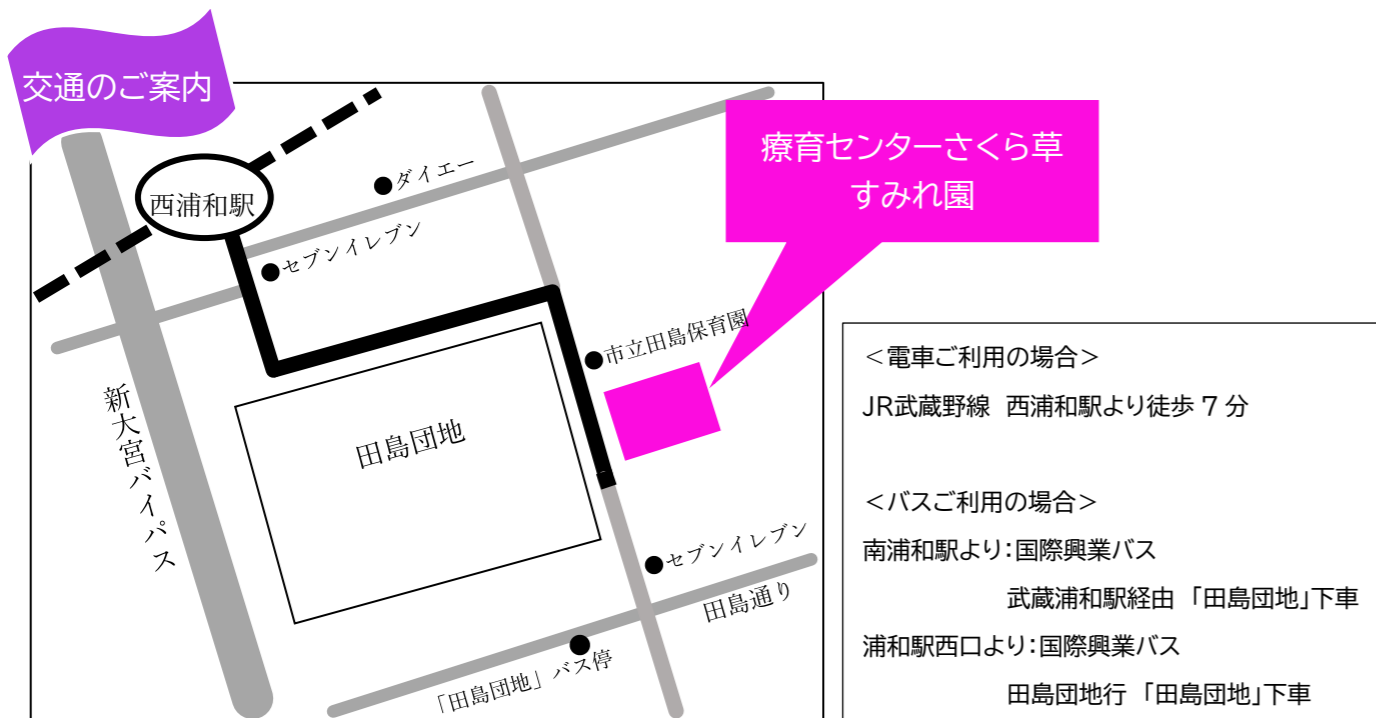 交通のご案内
療育センターさくら草
すみれ園
西浦和駅
ダイエー
セブンイレブン
市立田島保育園
田島団地
新大宮バイパス
セブンイレブン
田島通り
「田島団地」バス停
＜電車ご利用の場合＞
JR武蔵野線 西浦和駅より徒歩 7 分
＜バスご利用の場合＞
南浦和駅より：国際興業バス
武蔵浦和駅経由 「田島団地」下車
浦和駅西口より：国際興業バス
田島団地行 「田島団地」下車